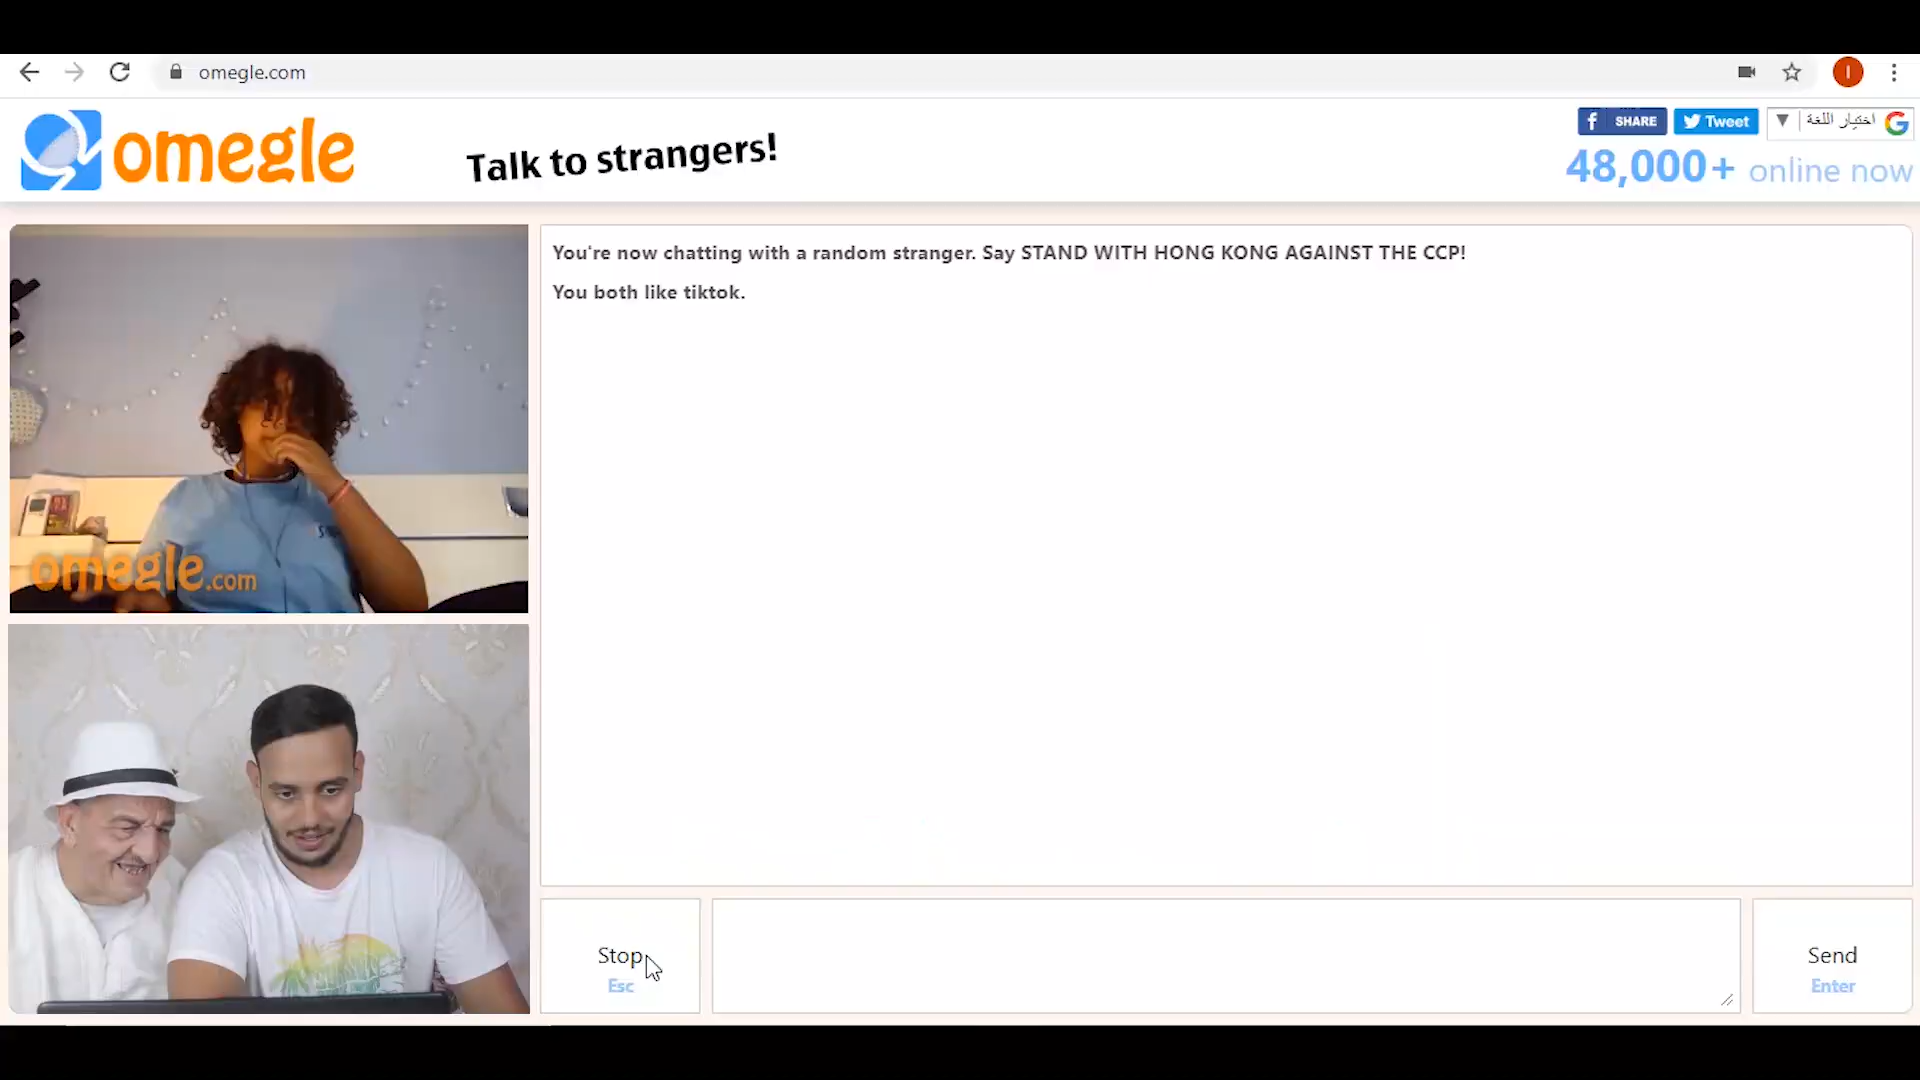 omegle.com
omegle
Talk to strangers!
SHARE
Tweet
اختيار اللغة
48,000+ online now
You're now chatting with a random stranger. Say STAND WITH HONG KONG AGAINST THE CCP!
You both like tiktok.
omegle.com
Stop
Esc
Send
Enter